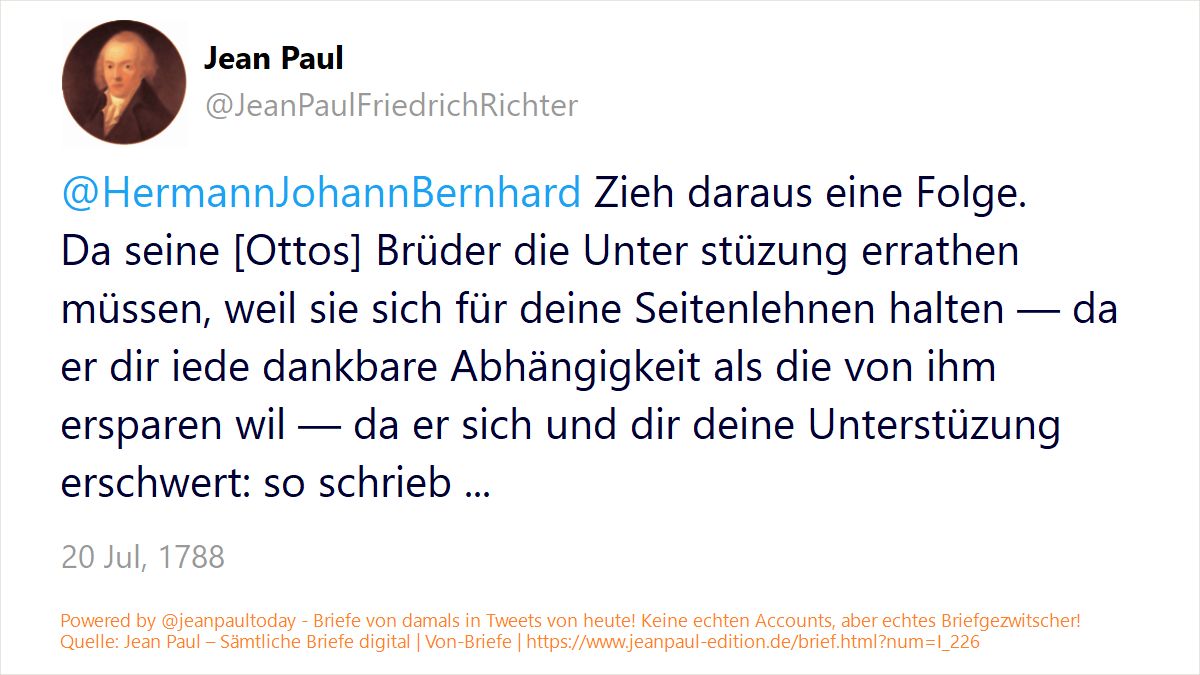 Jean Paul
@JeanPaulFriedrichRichter
@HermannJohannBernhard Zieh daraus eine Folge.
Da seine [Ottos] Brüder die Unter stüzung errathen
müssen, weil sie sich für deine Seitenlehnen halten — da
er dir iede dankbare Abhängigkeit als die von ihm
ersparen wil — da er sich und dir deine Unterstüzung
erschwert: so schrieb ...
20 Jul, 1788
Powered by @jeanpaultoday - Briefe von damals in Tweets von heute! Keine echten Accounts, aber echtes Briefgezwitscher!
Quelle: Jean Paul – Sämtliche Briefe digital | Von-Briefe | https://www.jeanpaul-edition.de/brief.html?num=I_226